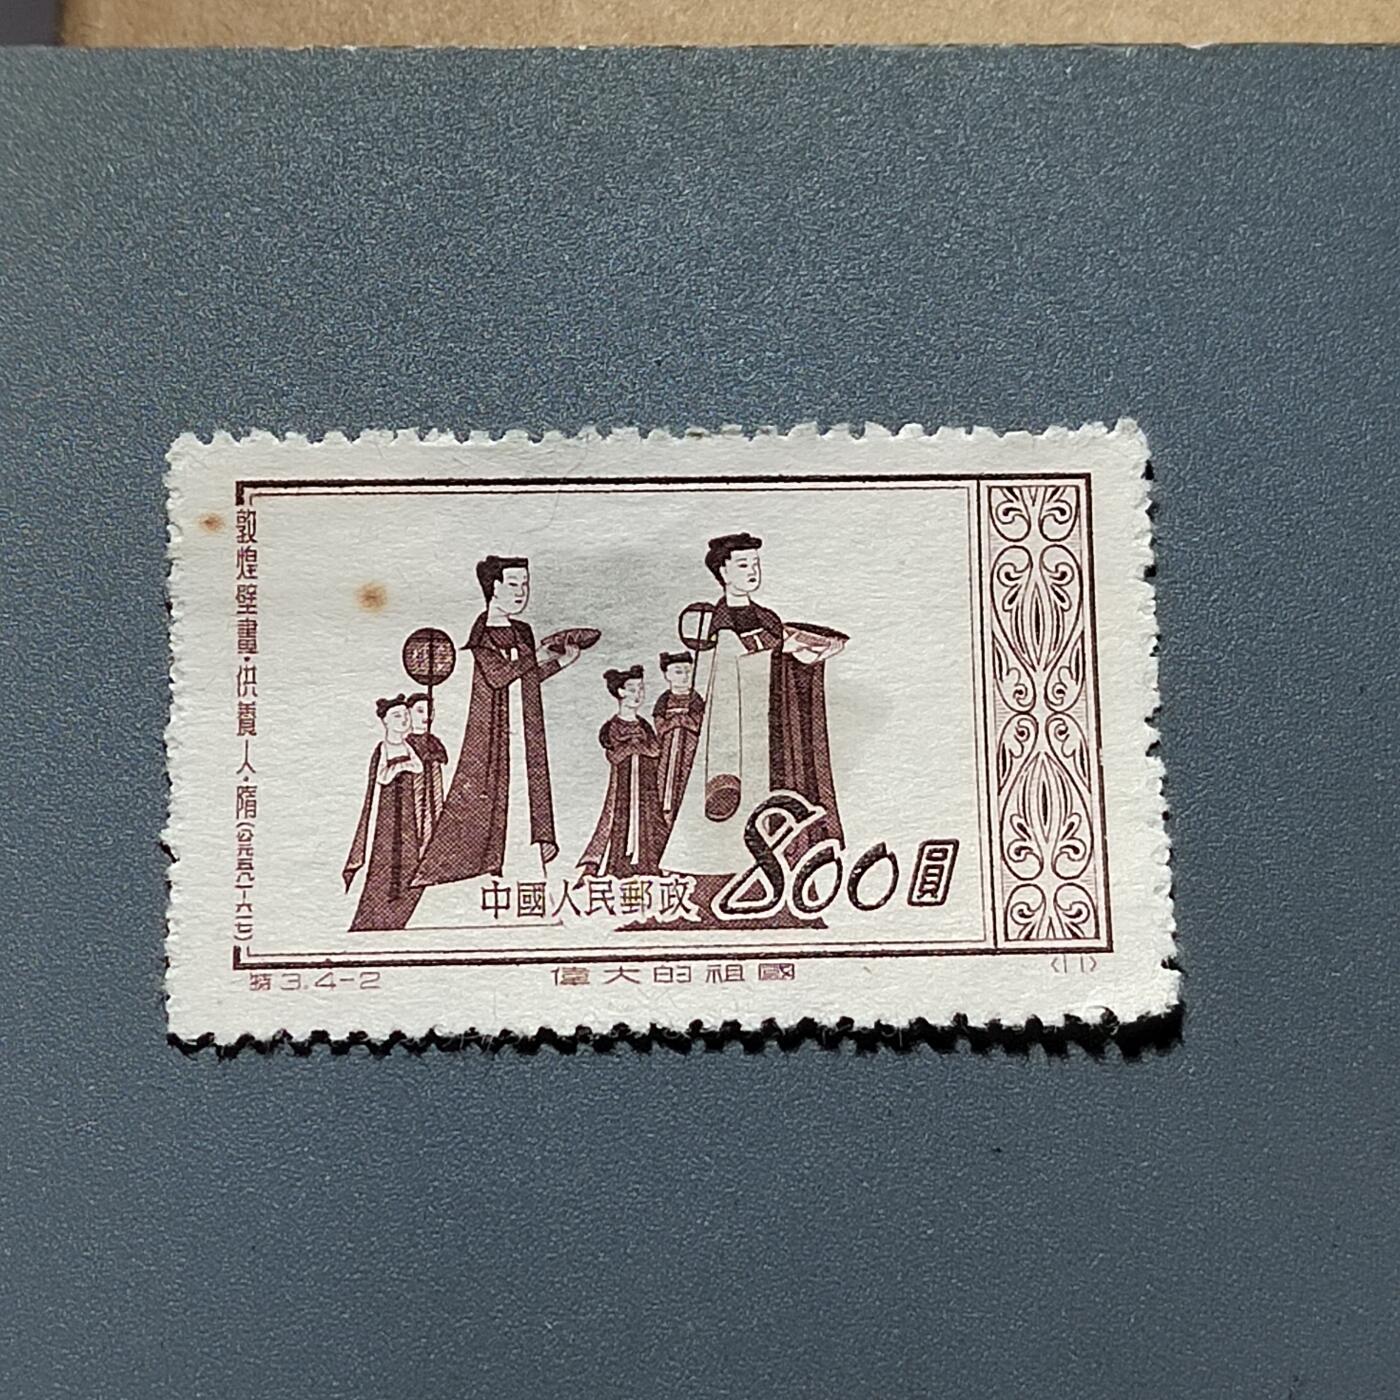 敦煌壁畫·供養人·隋(公元五八一-六一七)
中國人民郵政
800圓
特3.4-2
偉大的祖國
(11)